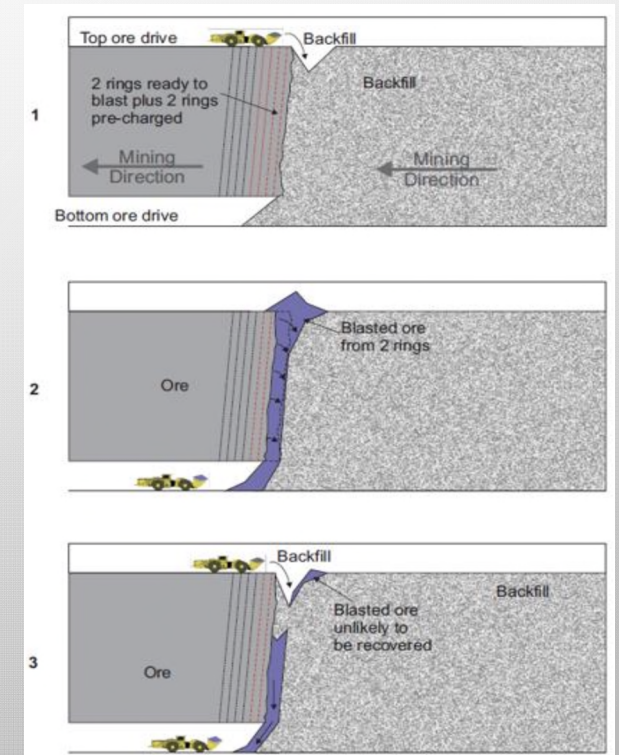 Top ore drive
Backfill
Backfill
2 rings ready to
blast plus 2 rings
pre-charged
1
Mining
Direction
Mining
Direction
Bottom ore drive
Blasted ore
from 2 rings
2
Ore
Backfill
Backfill
Blasted ore
unlikely to
be recovered
3
Ore